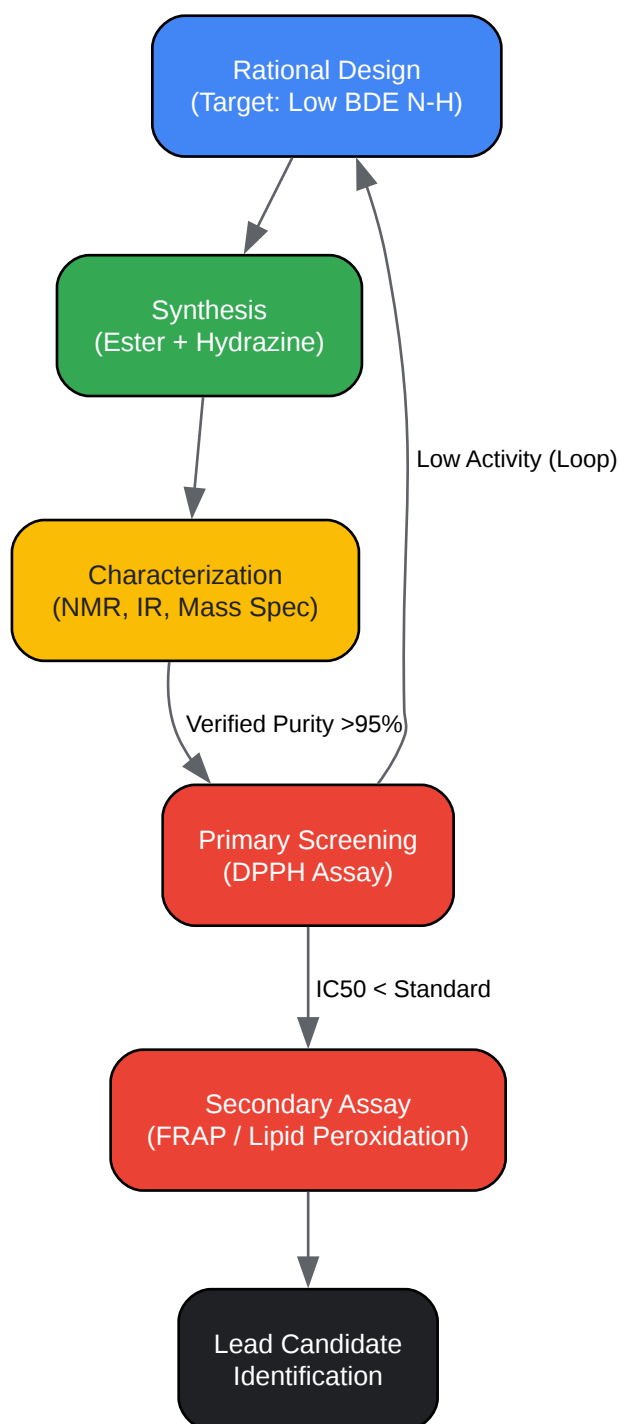 Rational Design
(Target: Low BDE N-H)
Synthesis
(Ester + Hydrazine)
Low Activity (Loop)
Characterization
(NMR, IR, Mass Spec)
Verified Purity >95%
Primary Screening
(DPPH Assay)
IC50 < Standard
Secondary Assay
(FRAP / Lipid Peroxidation)
Lead Candidate
Identification